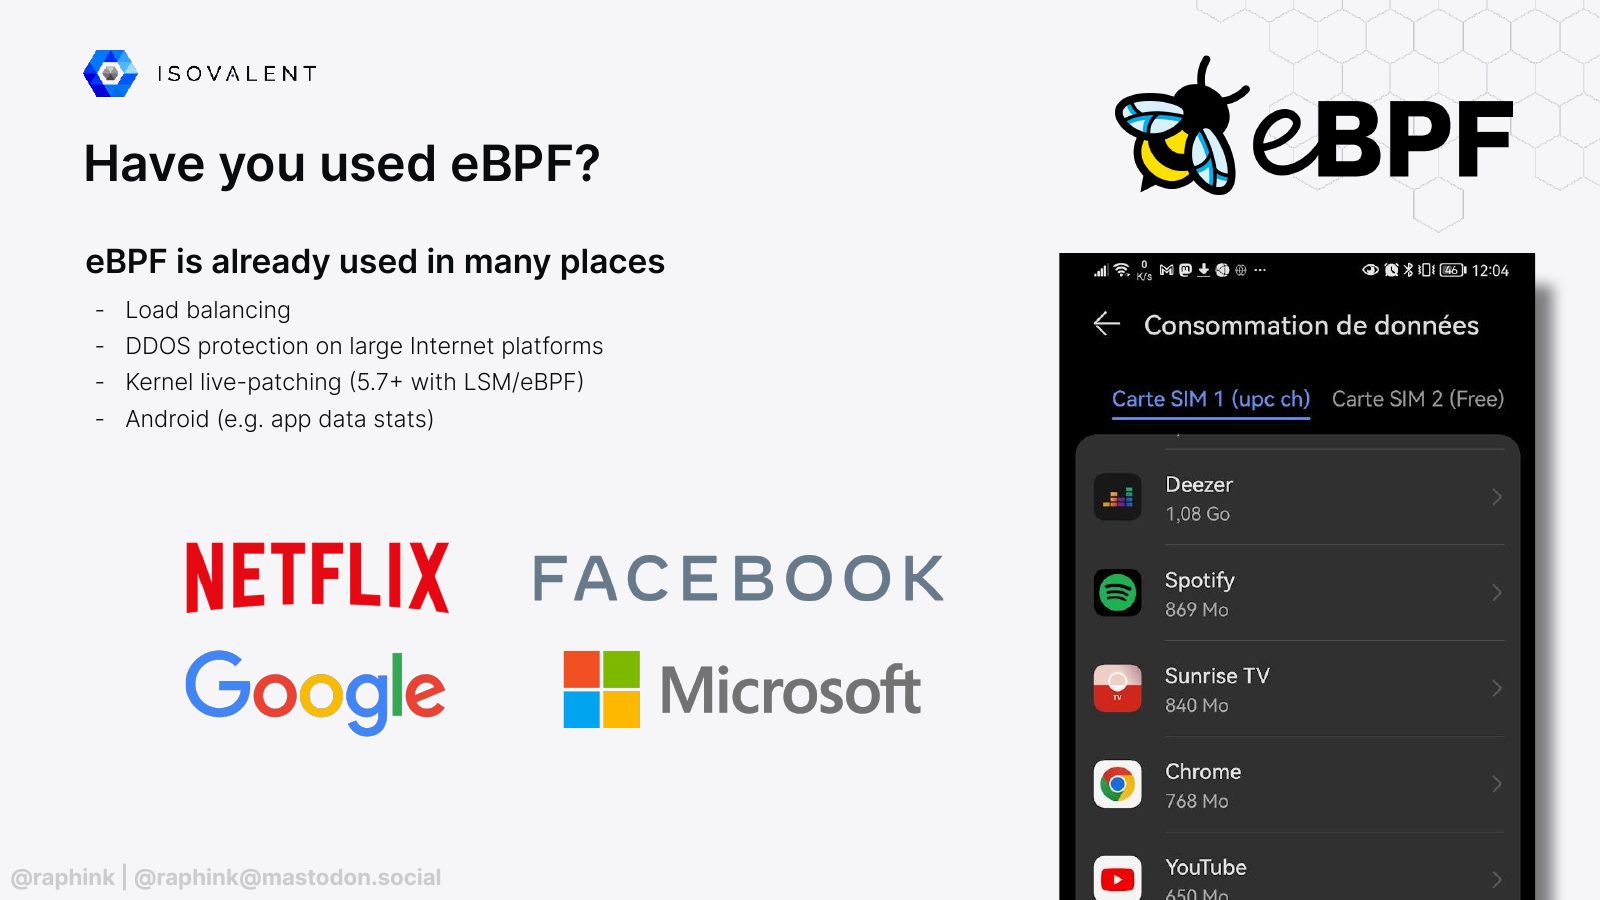 ISOVALENT
eBPF
Have you used eBPF?
eBPF is already used in many places
- Load balancing
- DDOS protection on large Internet platforms
- Kernel live-patching (5.7+ with LSM/eBPF)
- Android (e.g. app data stats)
NETFLIX
FACEBOOK
Google
Microsoft
0 K/s 46 12:04
Consommation de données
Carte SIM 1 (upc ch) Carte SIM 2 (Free)
Deezer
1,08 Go
Spotify
869 Mo
Sunrise TV
840 Mo
TV
Chrome
768 Mo
YouTube
650 Mo
@raphink | @raphink@mastodon.social